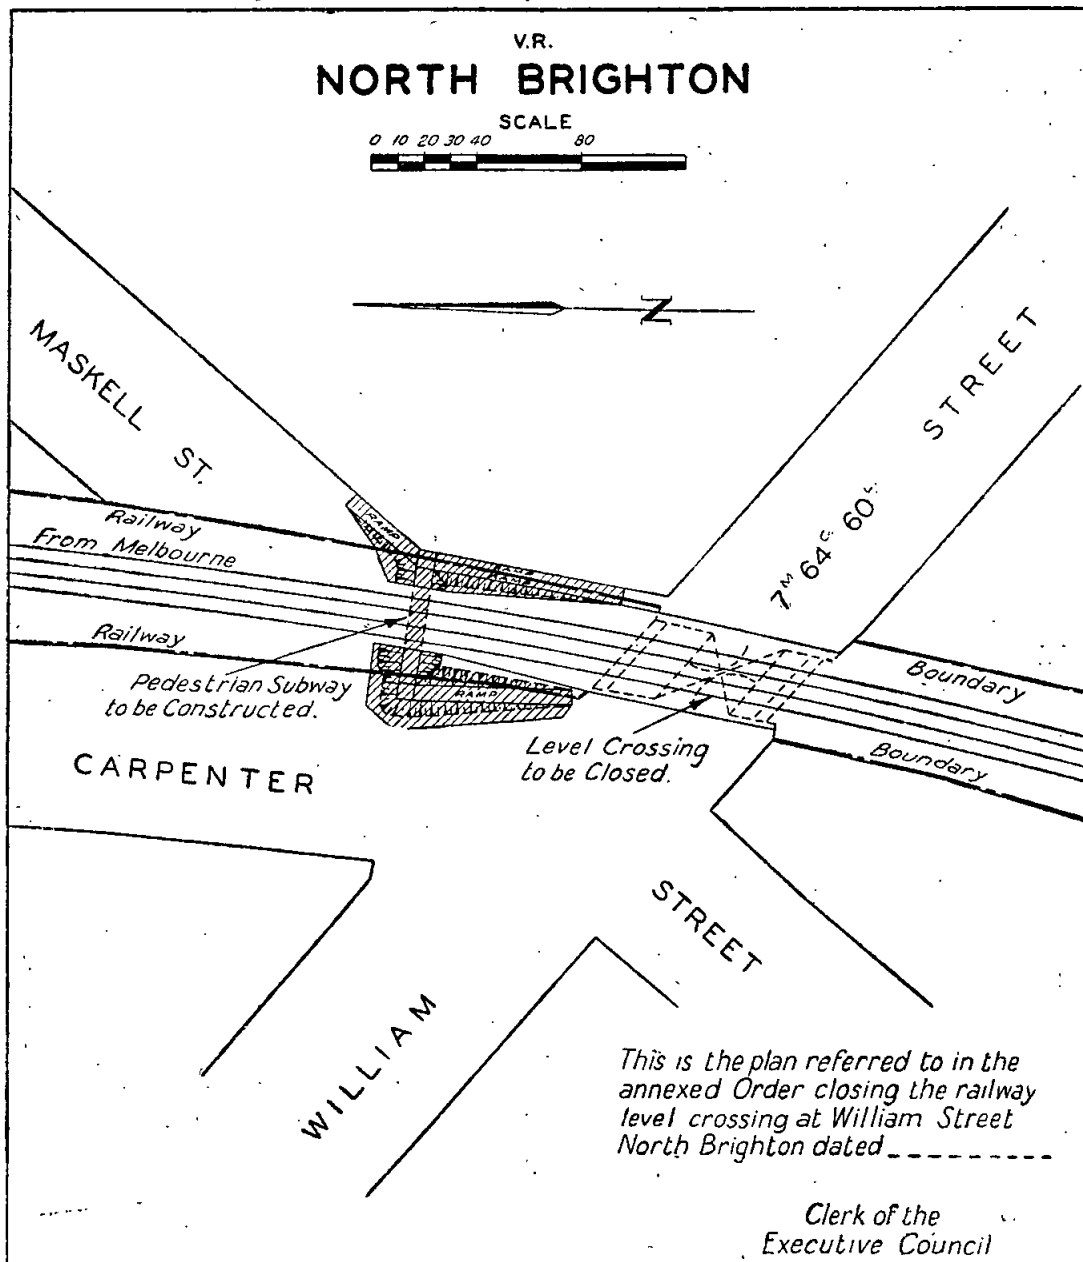 V.R.
NORTH BRIGHTON
SCALE
0 10 20 30 40 80
N
MASKELL ST.
STREET
7M 64C 60L
Railway
From Melbourne
RAMP
RAMP
Railway
Boundary
Pedestrian Subway
to be Constructed.
RAMP
Level Crossing
to be Closed.
Boundary
CARPENTER
STREET
WILLIAM
This is the plan referred to in the
annexed Order closing the railway
level crossing at William Street
North Brighton dated
Clerk of the
Executive Council